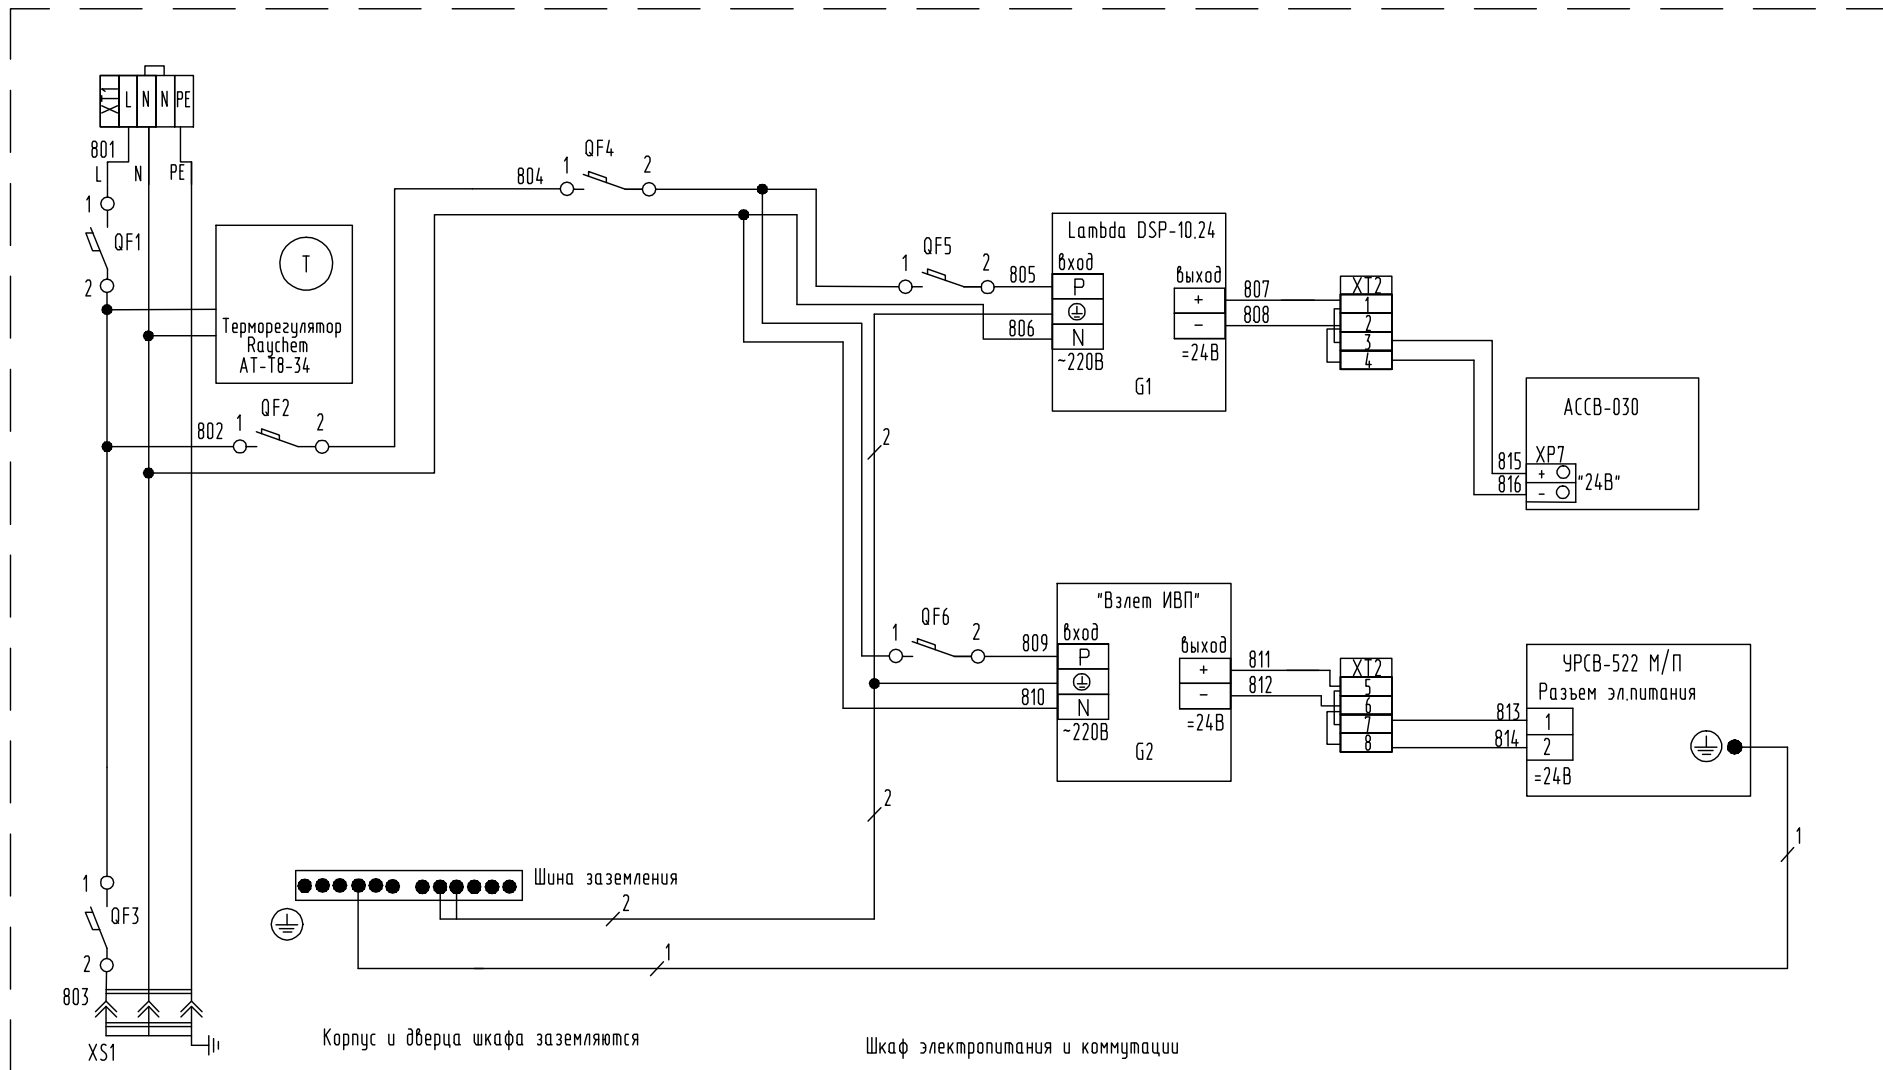 XT1 L N N PE
801
L N PE
1
QF1
2
T
Терморегулятор
Raychem
AT-T8-34
802 1 QF2 2
804 1 QF4 2
1 QF5 2 805
806
Lambda DSP-10.24
вход
P
N
~220В
выход
+
-
=24В
G1
807
808
XT2
1
2
3
4
АССВ-030
815
816
XP7
+
-
"24В"
2
1 QF6 2 809
810
"Взлет ИВП"
вход
P
N
~220В
выход
+
-
=24В
G2
811
812
XT2
5
6
7
8
УРСВ-522 М/П
Разъем эл.питания
813
814
1
2
=24В
2
1
Шина заземления
2
1
1
QF3
2
803
XS1
Корпус и дверца шкафа заземляются
Шкаф электропитания и коммутации